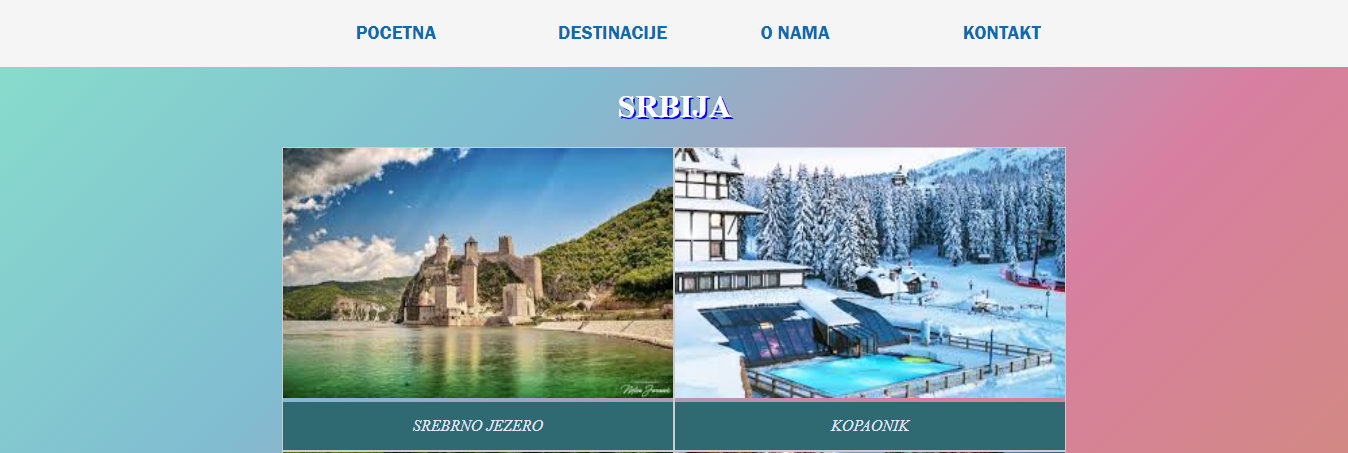 POCETNA DESTINACIJE O NAMA KONTAKT
SRBIJA
SREBRNO JEZERO KOPAONIK